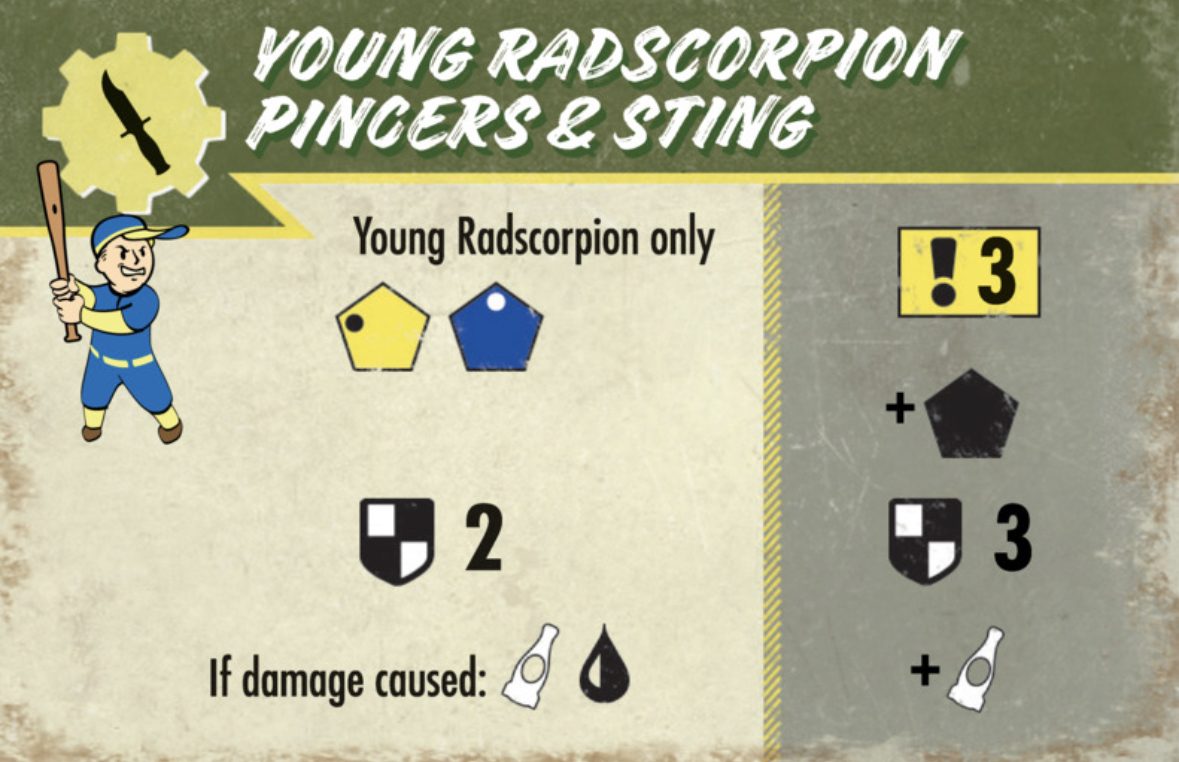 YOUNG RADSCORPION
PINCERS & STING
Young Radscorpion only
! 3
+
2
3
If damage caused:
+